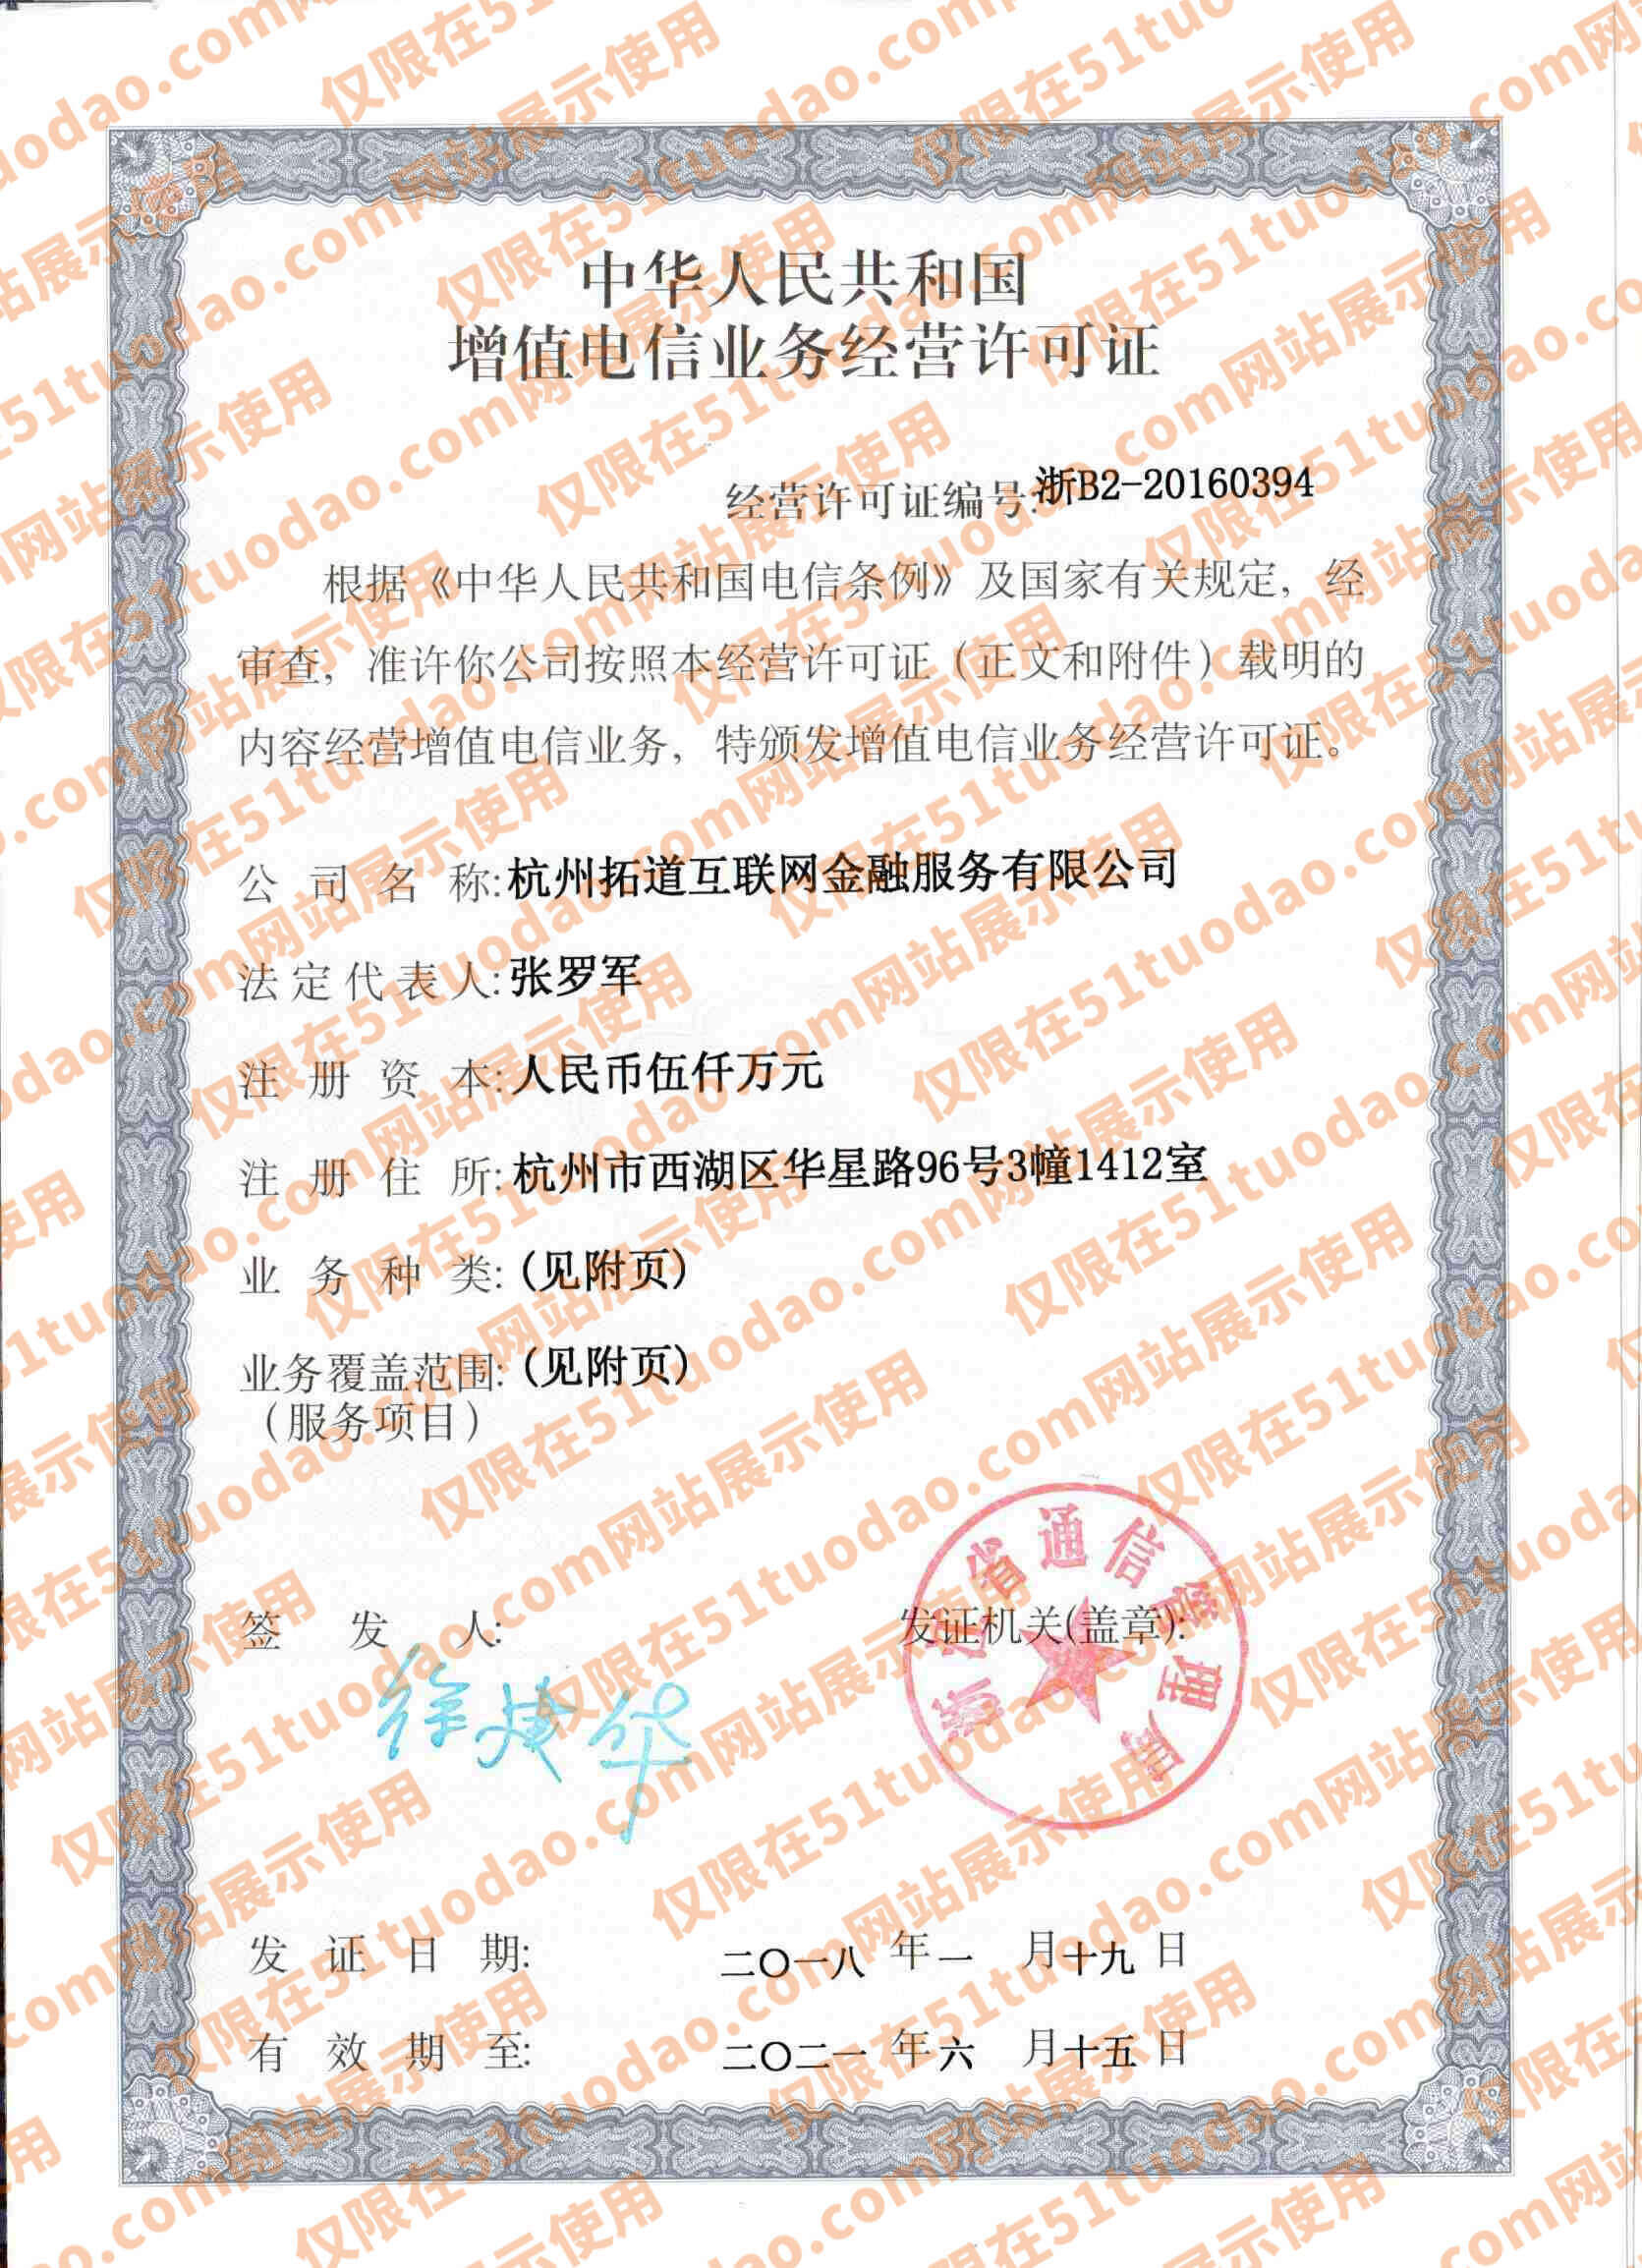 中华人民共和国
增值电信业务经营许可证
经营许可证编号:浙B2-20160394
根据《中华人民共和国电信条例》及国家有关规定，经
审查，准许你公司按照本经营许可证（正文和附件）载明的
内容经营增值电信业务，特颁发增值电信业务经营许可证。
公司名称:杭州拓道互联网金融服务有限公司
法定代表人:张罗军
注册资本:人民币伍仟万元
注册住所:杭州市西湖区华星路96号3幢1412室
业务种类:(见附页)
业务覆盖范围:(见附页)
（服务项目）
签发人:
徐建华
发证机关(盖章):
浙江省通信管理局
发证日期: 二〇一八年一月十九日
有效期至: 二〇二一年六月十五日
仅限在51tuodao.com网站展示使用